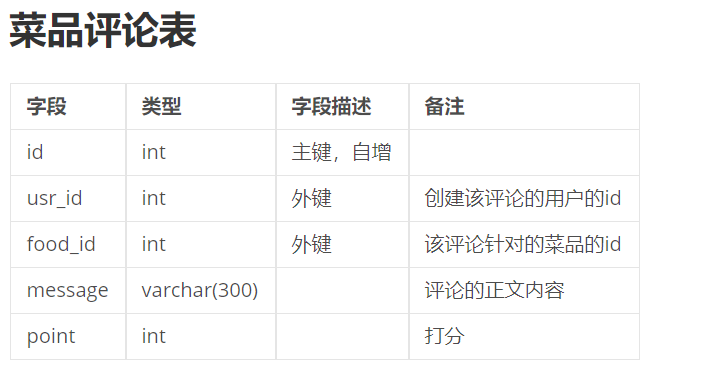 菜品评论表
字段 类型 字段描述 备注
id int 主键，自增
usr_id int 外键 创建该评论的用户的id
food_id int 外键 该评论针对的菜品的id
message varchar(300) 评论的正文内容
point int 打分